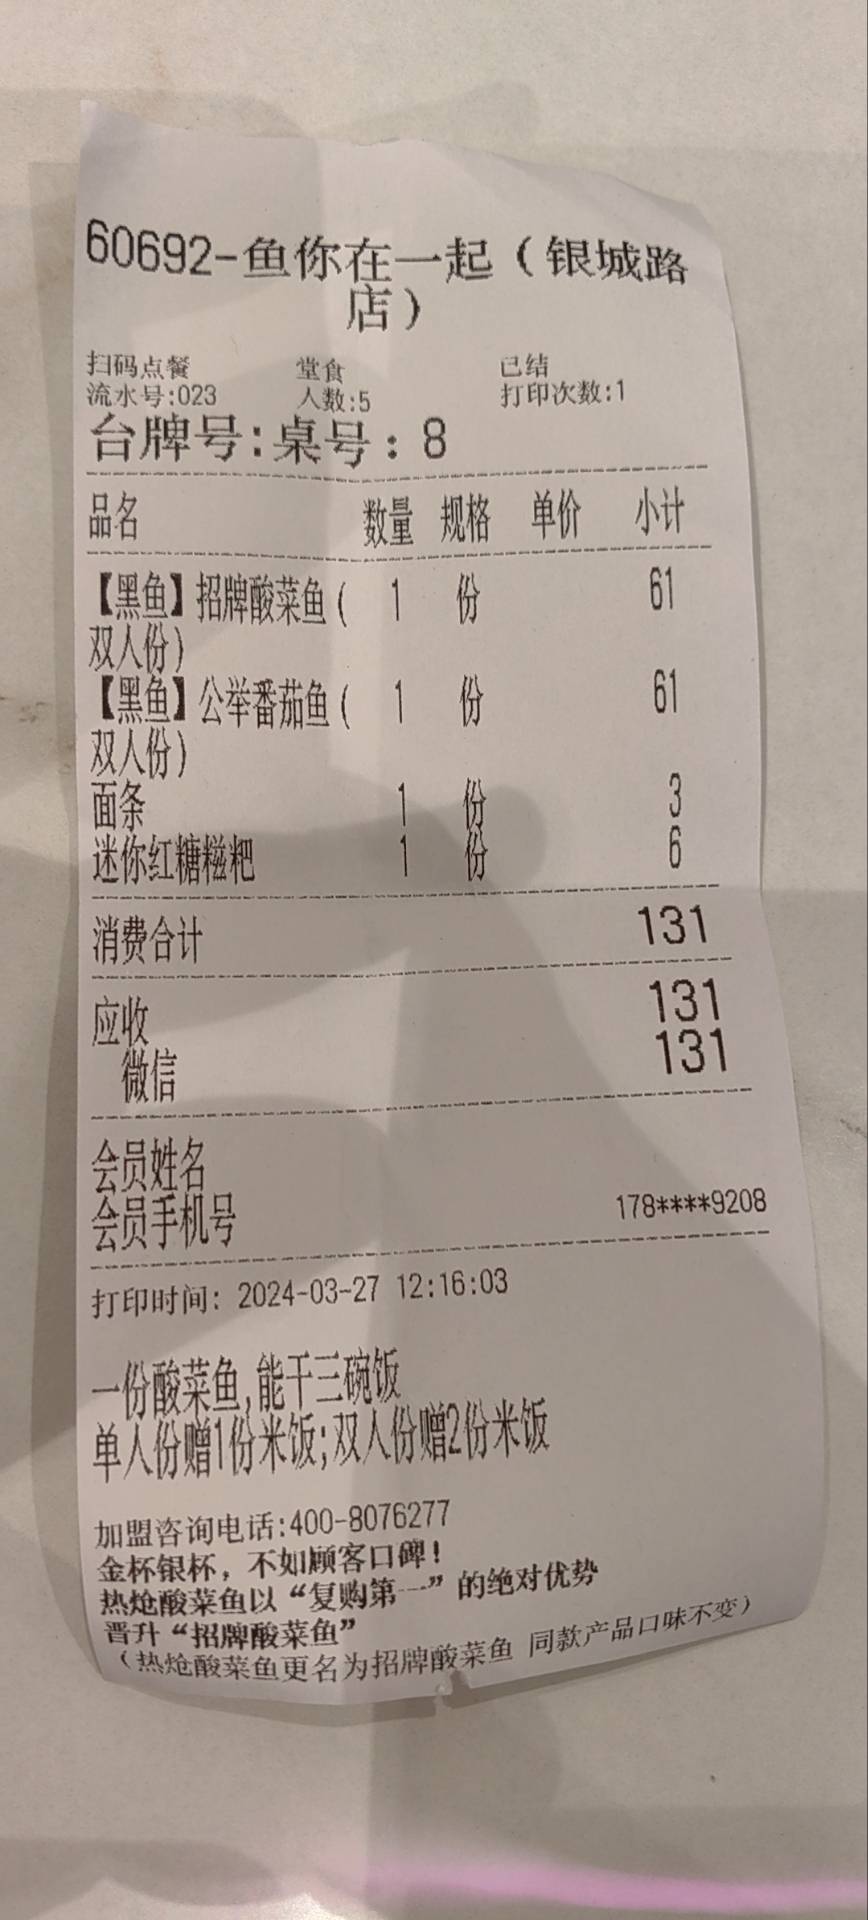 60692-鱼你在一起（银城路
店）
扫码点餐 堂食 已结
流水号:023 人数:5 打印次数:1
台牌号:桌号：8
品名 数量 规格 单价 小计
【黑鱼】招牌酸菜鱼( 1 份 61
双人份)
【黑鱼】公举番茄鱼( 1 份 61
双人份)
面条 1 份 3
迷你红糖糍粑 1 份 6
消费合计 131
应收 131
微信 131
会员姓名
会员手机号 178****9208
打印时间: 2024-03-27 12:16:03
一份酸菜鱼,能干三碗饭
单人份赠1份米饭;双人份赠2份米饭
加盟咨询电话:400-8076277
金杯银杯，不如顾客口碑！
热炝酸菜鱼以“复购第一”的绝对优势
晋升“招牌酸菜鱼”
（热炝酸菜鱼更名为招牌酸菜鱼 同款产品口味不变）